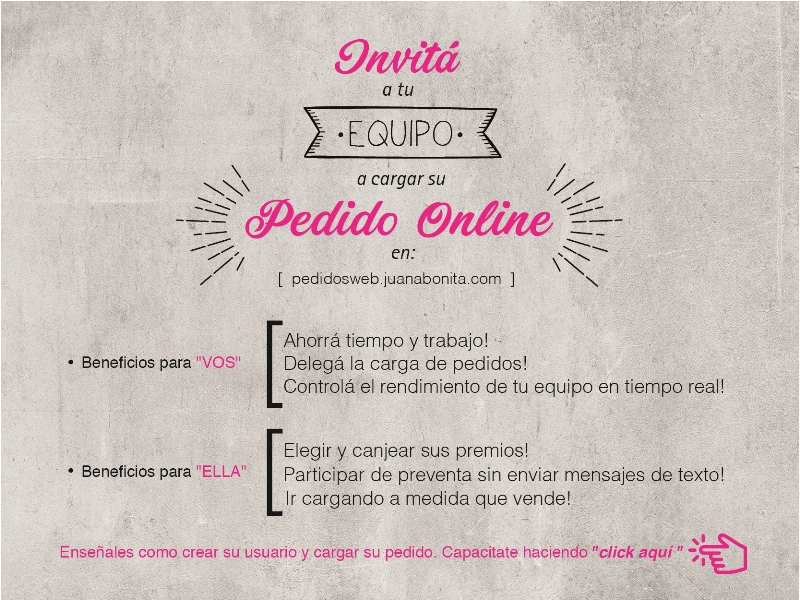 Invitá
a tu
•EQUIPO•
a cargar su
Pedido Online
en:
[ pedidosweb.juanabonita.com ]
• Beneficios para "VOS"
Ahorrá tiempo y trabajo!
Delegá la carga de pedidos!
Controlá el rendimiento de tu equipo en tiempo real!
• Beneficios para "ELLA"
Elegir y canjear sus premios!
Participar de preventa sin enviar mensajes de texto!
Ir cargando a medida que vende!
Enseñales como crear su usuario y cargar su pedido. Capacitate haciendo "click aquí "